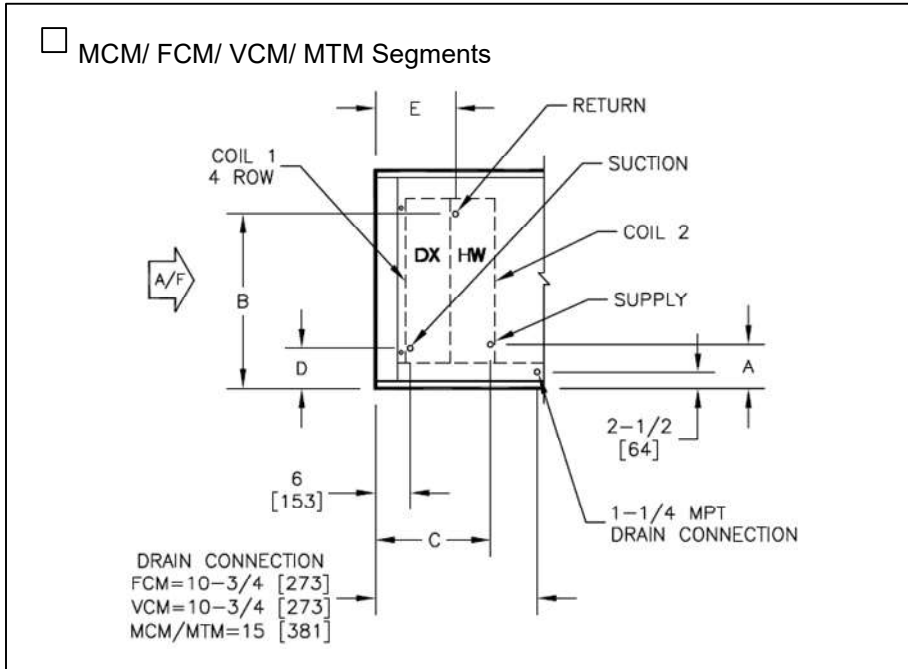 MCM/ FCM/ VCM/ MTM Segments
E
RETURN
COIL 1
4 ROW
SUCTION
DX
HW
COIL 2
A/F
B
SUPPLY
D
A
2-1/2
[64]
6
[153]
C
1-1/4 MPT
DRAIN CONNECTION
DRAIN CONNECTION
FCM=10-3/4 [273]
VCM=10-3/4 [273]
MCM/MTM=15 [381]